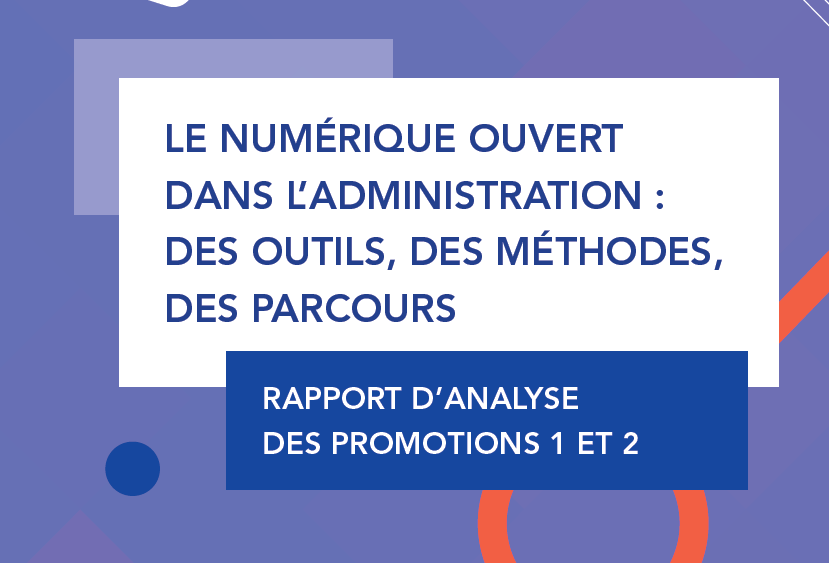 LE NUMÉRIQUE OUVERT
DANS L’ADMINISTRATION :
DES OUTILS, DES MÉTHODES,
DES PARCOURS
RAPPORT D’ANALYSE
DES PROMOTIONS 1 ET 2